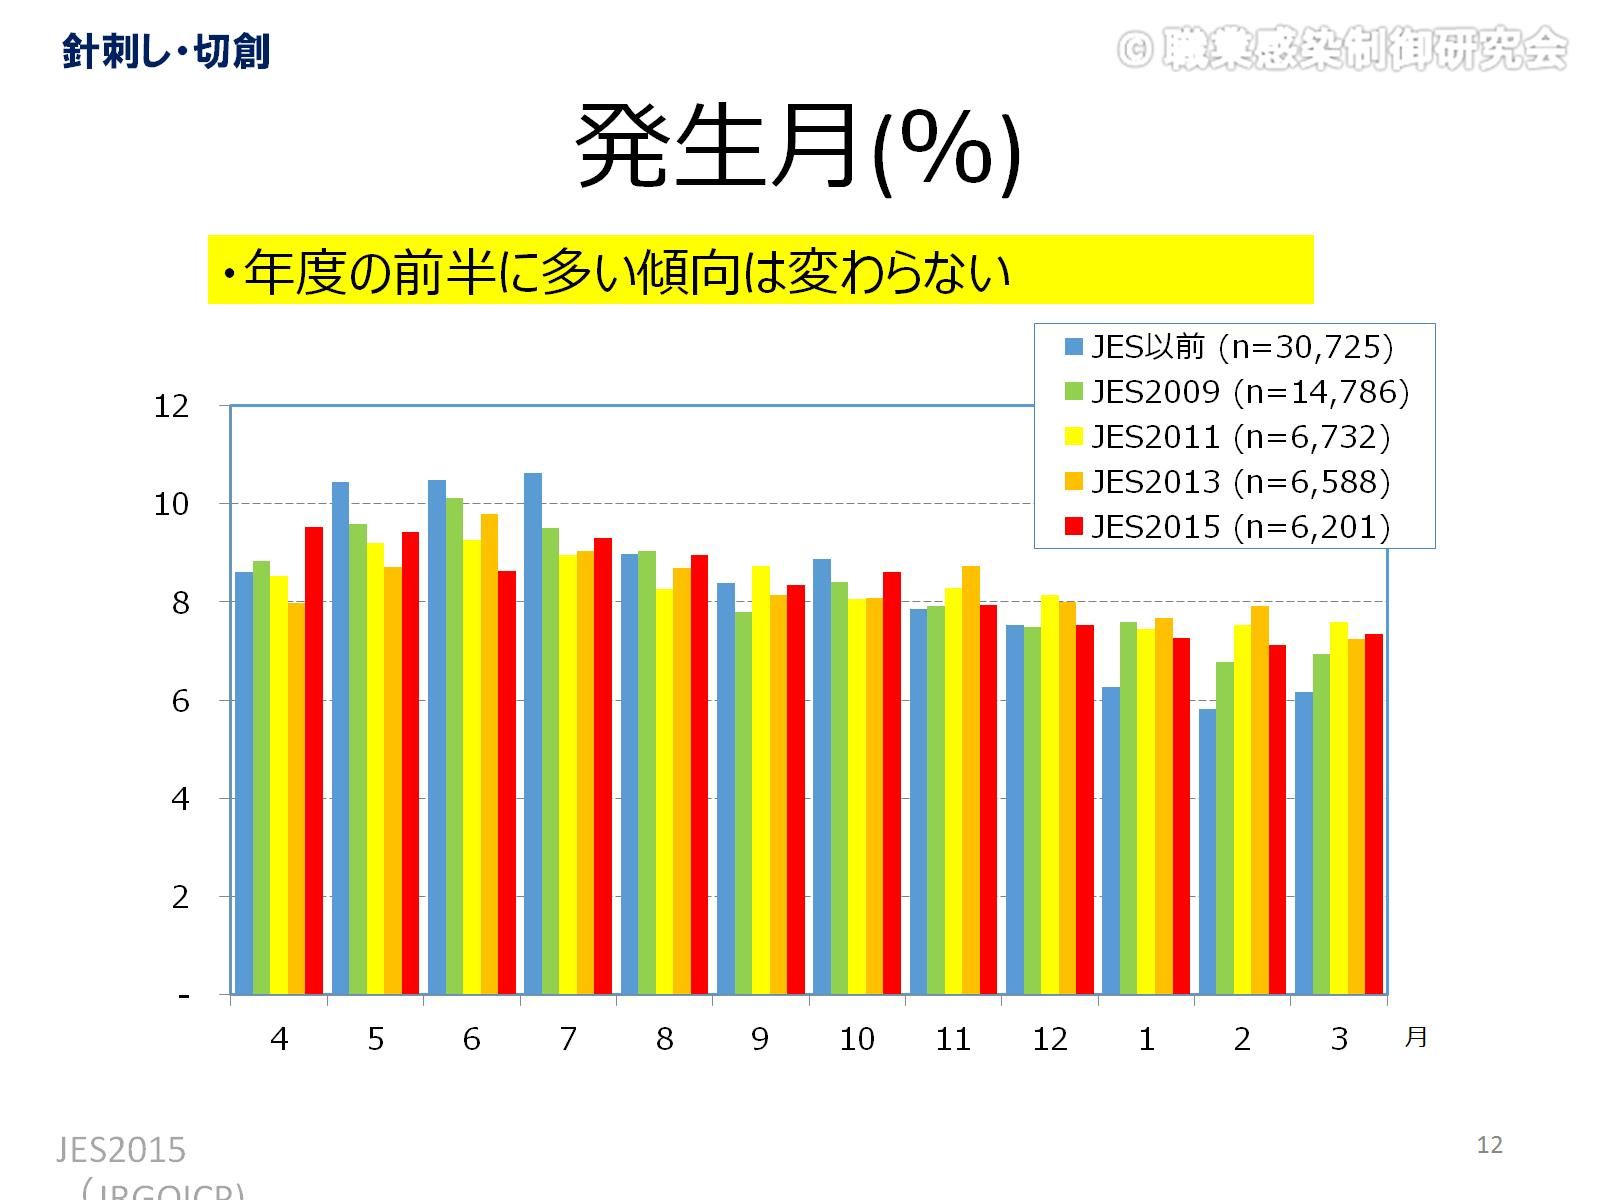 針刺し・切創
© 職業感染制御研究会
発生月(%)
・年度の前半に多い傾向は変わらない
JES以前 (n=30,725)
JES2009 (n=14,786)
JES2011 (n=6,732)
JES2013 (n=6,588)
JES2015 (n=6,201)
12
10
8
6
4
2
-
4 5 6 7 8 9 10 11 12 1 2 3 月
JES2015
（JRGOICP)
12